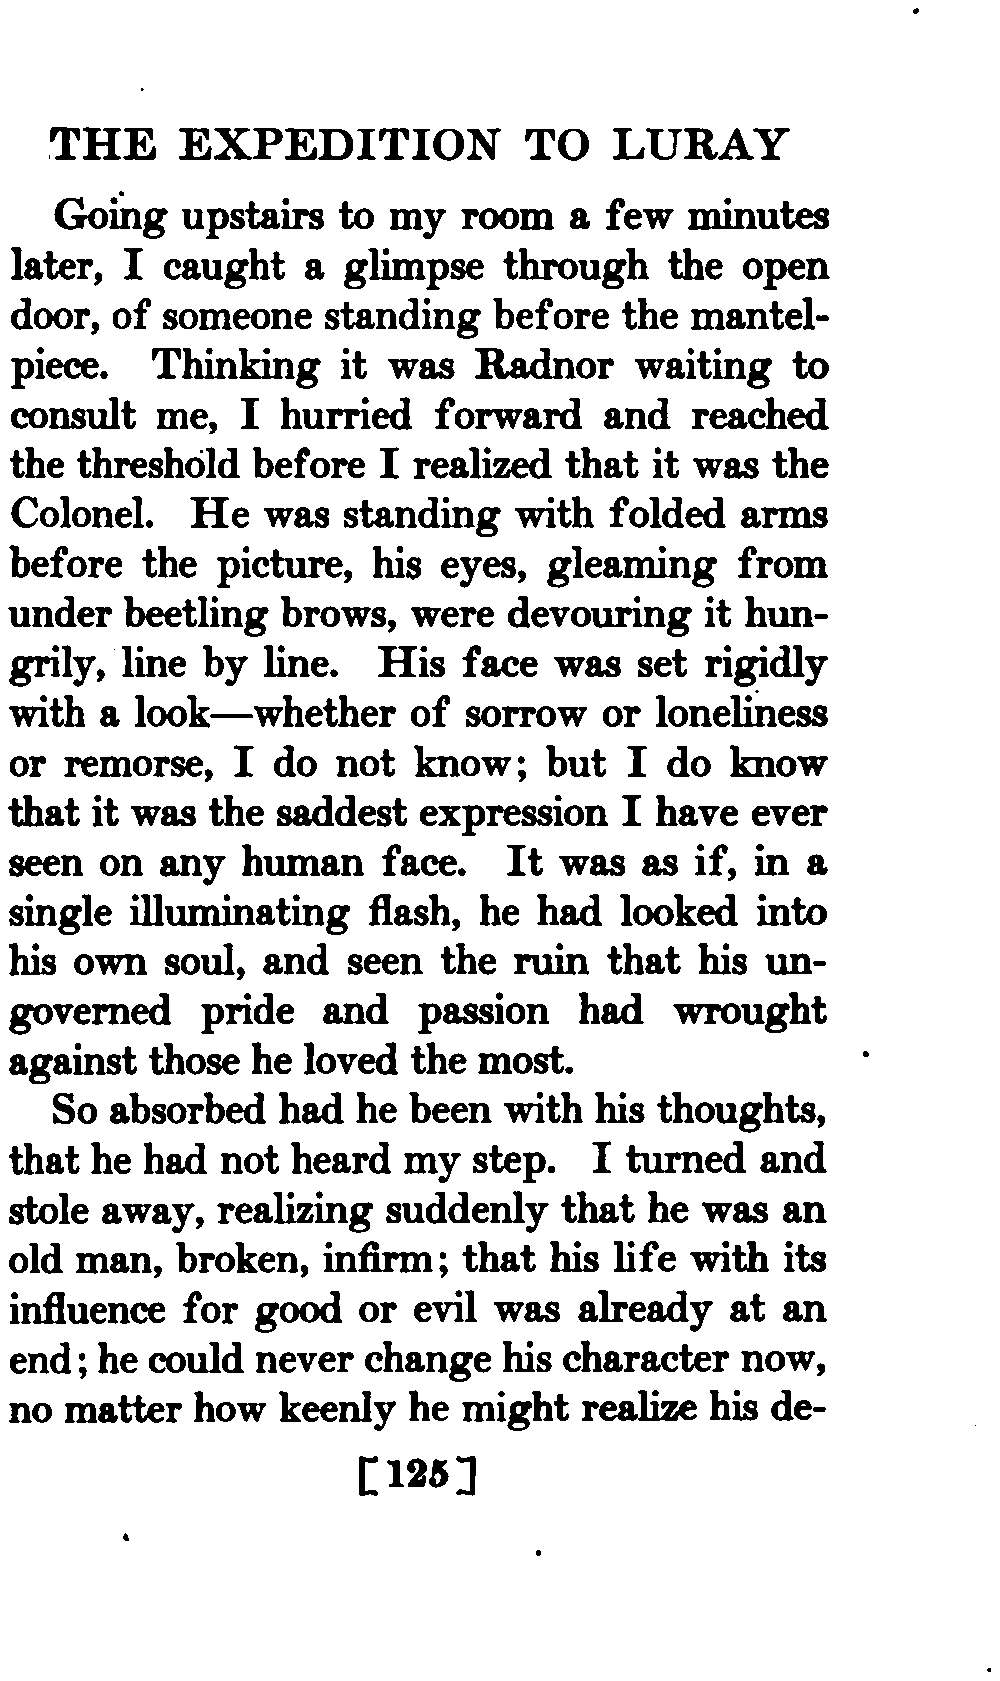 THE EXPEDITION TO LURAY
Going upstairs to my room a few minutes
later, I caught a glimpse through the open
door, of someone standing before the mantel-
piece. Thinking it was Radnor waiting to
consult me, I hurried forward and reached
the threshold before I realized that it was the
Colonel. He was standing with folded arms
before the picture, his eyes, gleaming from
under beetling brows, were devouring it hun-
grily, line by line. His face was set rigidly
with a look—whether of sorrow or loneliness
or remorse, I do not know; but I do know
that it was the saddest expression I have ever
seen on any human face. It was as if, in a
single illuminating flash, he had looked into
his own soul, and seen the ruin that his un-
governed pride and passion had wrought
against those he loved the most.
So absorbed had he been with his thoughts,
that he had not heard my step. I turned and
stole away, realizing suddenly that he was an
old man, broken, infirm; that his life with its
influence for good or evil was already at an
end; he could never change his character now,
no matter how keenly he might realize his de-
[125]